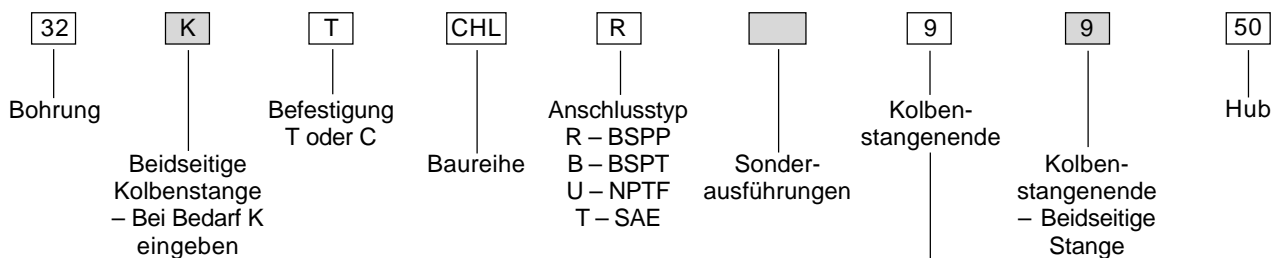 32 K T CHL R 9 9 50
Bohrung
Beidseitige
Kolbenstange
– Bei Bedarf K
eingeben
Befestigung
T oder C
Baureihe
Anschlusstyp
R – BSPP
B – BSPT
U – NPTF
T – SAE
Sonder-
ausführungen
Kolben-
stangenende
Kolben-
stangenende
– Beidseitige
Stange
Hub